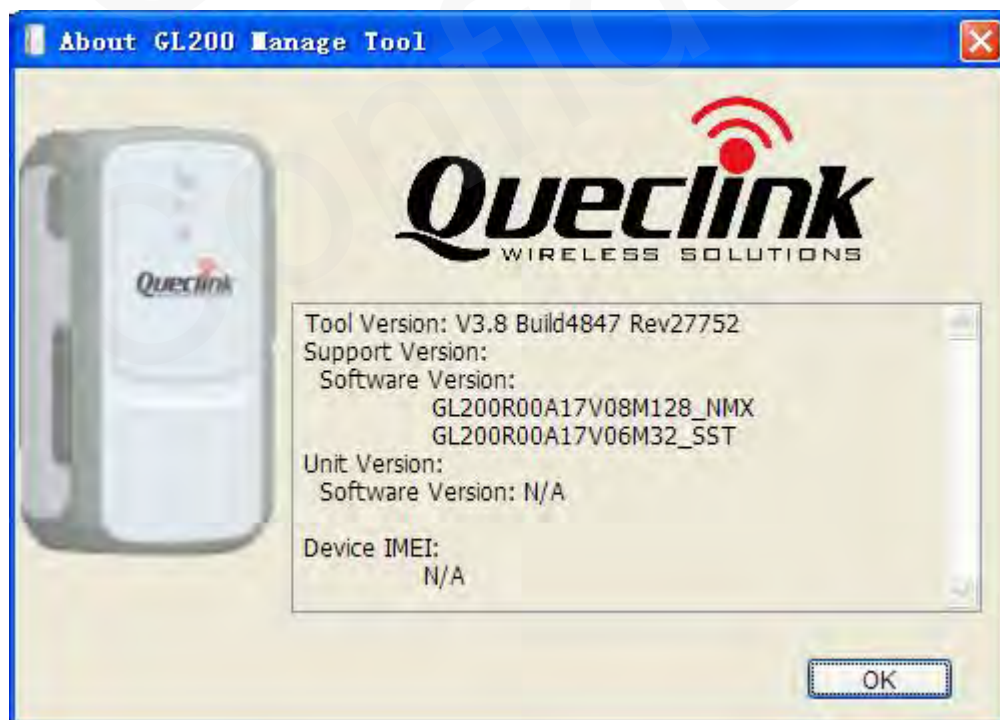 About GL200 Manage Tool
Queclink
WIRELESS SOLUTIONS
Queclink
Tool Version: V3.8 Build4847 Rev27752
Support Version:
Software Version:
GL200R00A17V08M128_NMX
GL200R00A17V06M32_SST
Unit Version:
Software Version: N/A
Device IMEI:
N/A
OK